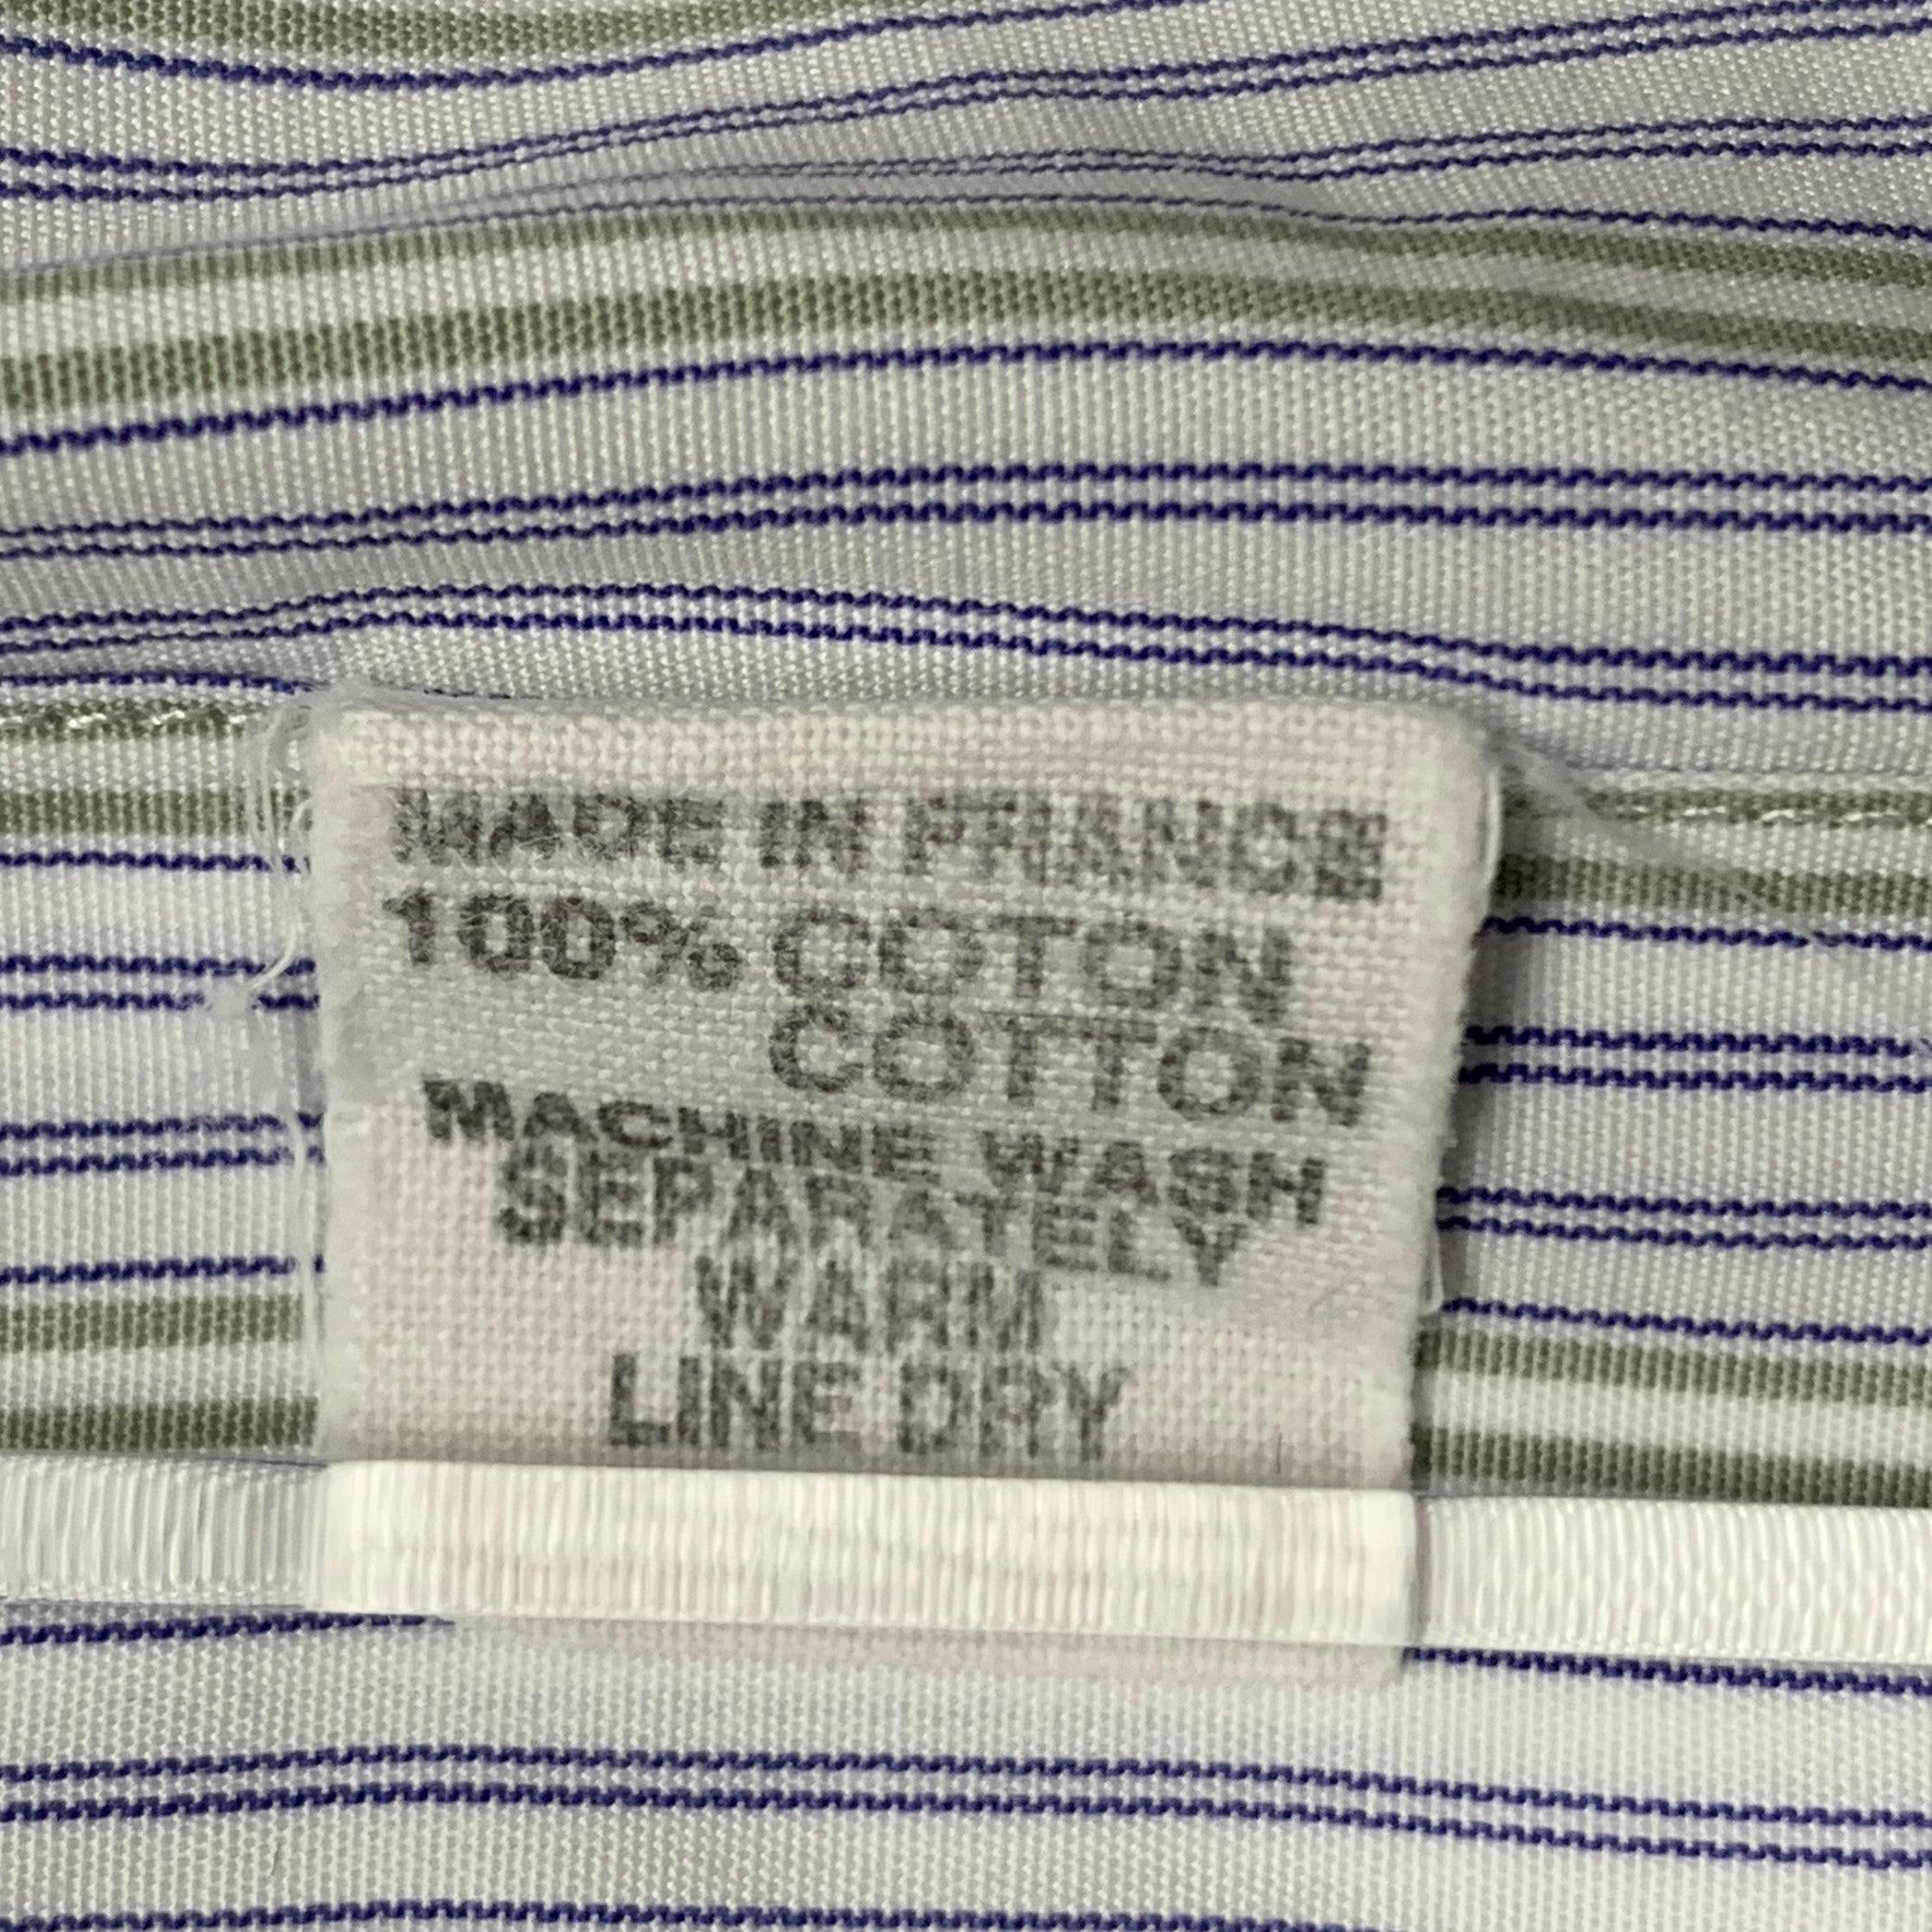 MADE IN FRANCE
100% COTON
COTTON
MACHINE WASH
SEPARATELY
WARM
LINE DRY